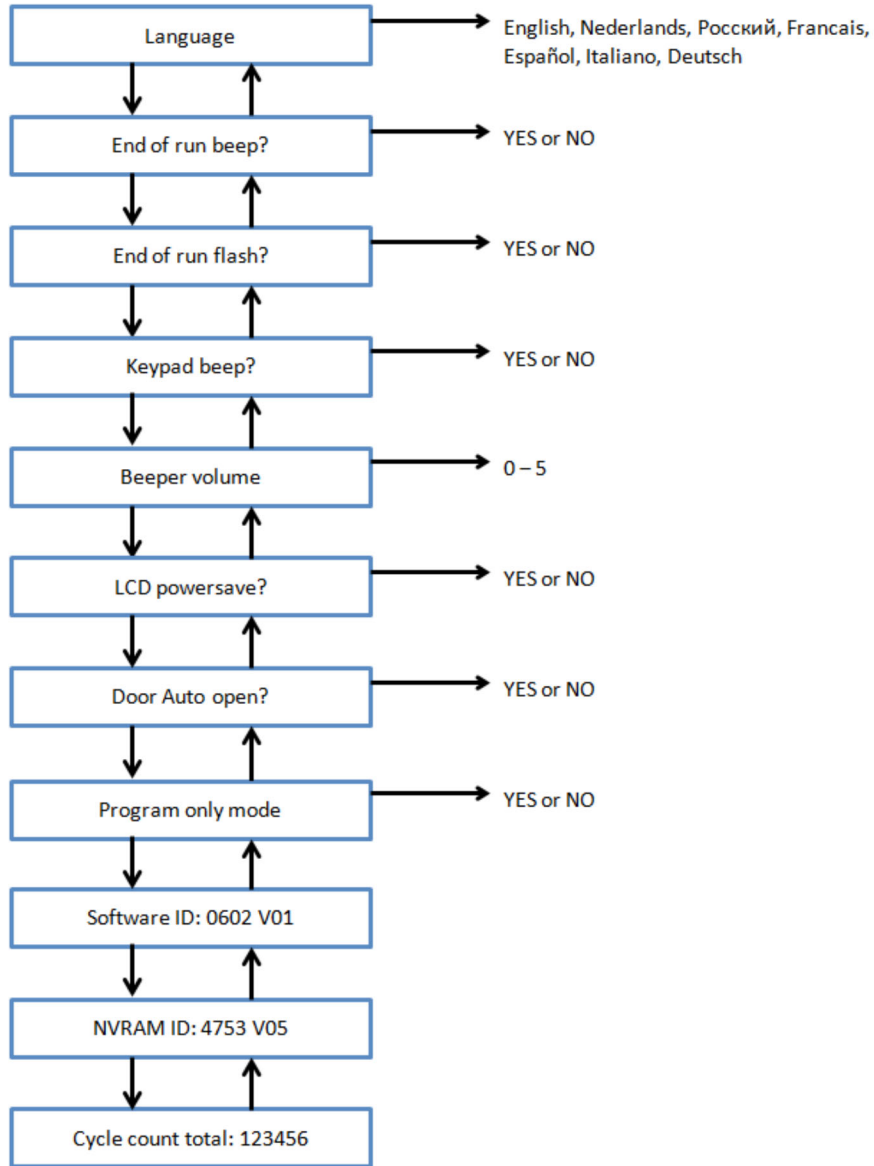 Language
English, Nederlands, Росский, Francais,
Español, Italiano, Deutsch
End of run beep?
YES or NO
End of run flash?
YES or NO
Keypad beep?
YES or NO
Beeper volume
0 – 5
LCD powersave?
YES or NO
Door Auto open?
YES or NO
Program only mode
YES or NO
Software ID: 0602 V01
NVRAM ID: 4753 V05
Cycle count total: 123456